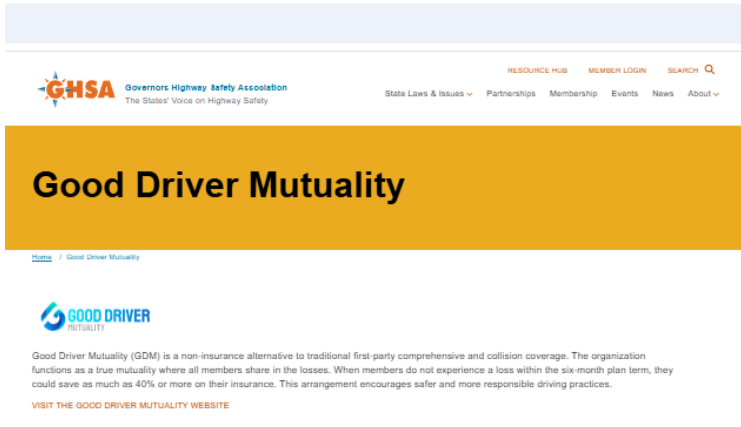 RESOURCE HUB MEMBER LOGIN SEARCH
GHSA
Governors Highway Safety Association
The States' Voice on Highway Safety
State Laws & Issues Partnerships Membership Events News About
Good Driver Mutuality
Home / Good Driver Mutuality
GOOD DRIVER
MUTUALITY
Good Driver Mutuality (GDM) is a non-insurance alternative to traditional first-party comprehensive and collision coverage. The organization
functions as a true mutuality where all members share in the losses. When members do not experience a loss within the six-month plan term, they
could save as much as 40% or more on their insurance. This arrangement encourages safer and more responsible driving practices.
VISIT THE GOOD DRIVER MUTUALITY WEBSITE